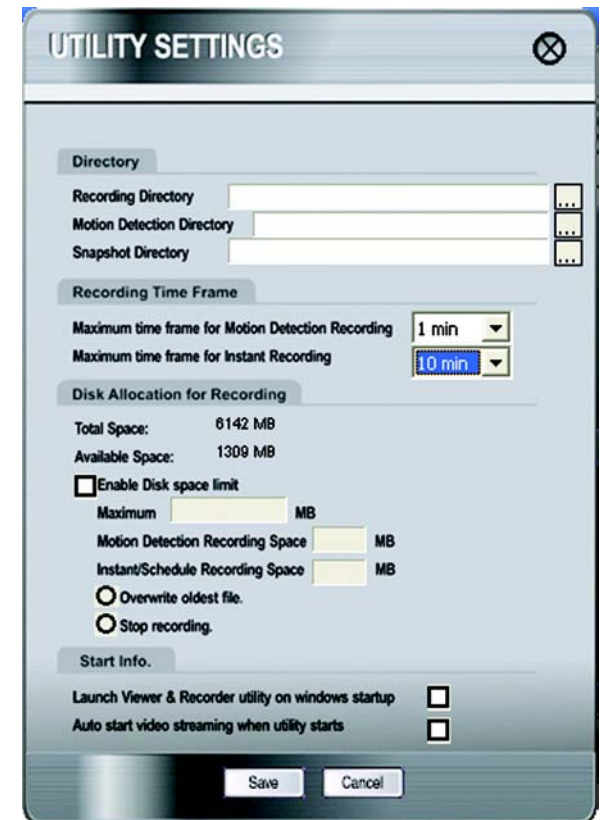 UTILITY SETTINGS
Directory
Recording Directory ...
Motion Detection Directory ...
Snapshot Directory ...
Recording Time Frame
Maximum time frame for Motion Detection Recording 1 min
Maximum time frame for Instant Recording 10 min
Disk Allocation for Recording
Total Space: 6142 MB
Available Space: 1309 MB
Enable Disk space limit
Maximum MB
Motion Detection Recording Space MB
Instant/Schedule Recording Space MB
Overwrite oldest file.
Stop recording.
Start Info.
Launch Viewer & Recorder utility on windows startup
Auto start video streaming when utility starts
Save Cancel